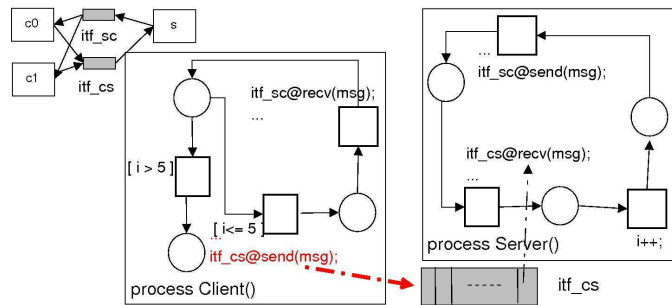 c0
itf_sc
s
c1
itf_cs
itf_sc@recv(msg);
...
[ i > 5 ]
[ i<= 5 ]
...
itf_cs@send(msg);
process Client()
...
itf_sc@send(msg);
itf_cs@recv(msg);
...
i++;
process Server()
itf_cs